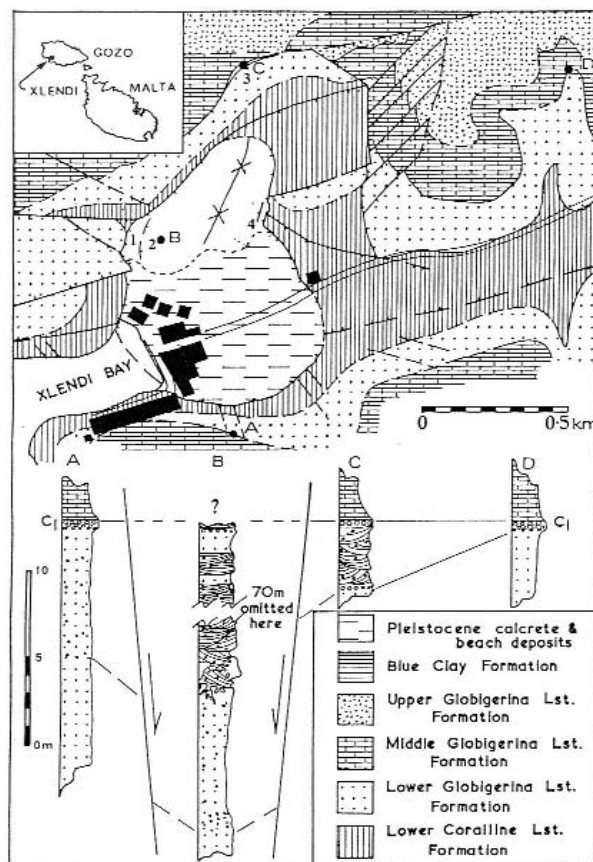 GOZO
XLENDI
MALTA
3 C
D
1 2 B
4
XLENDI BAY
A
0 0·5 km
A B C D
?
C1 C1
10
70m
omitted
here
5
0m
Pleistocene calcrete &
beach deposits
Blue Clay Formation
Upper Globigerina Lst.
Formation
Middle Globigerina Lst.
Formation
Lower Globigerina Lst.
Formation
Lower Coralline Lst.
Formation